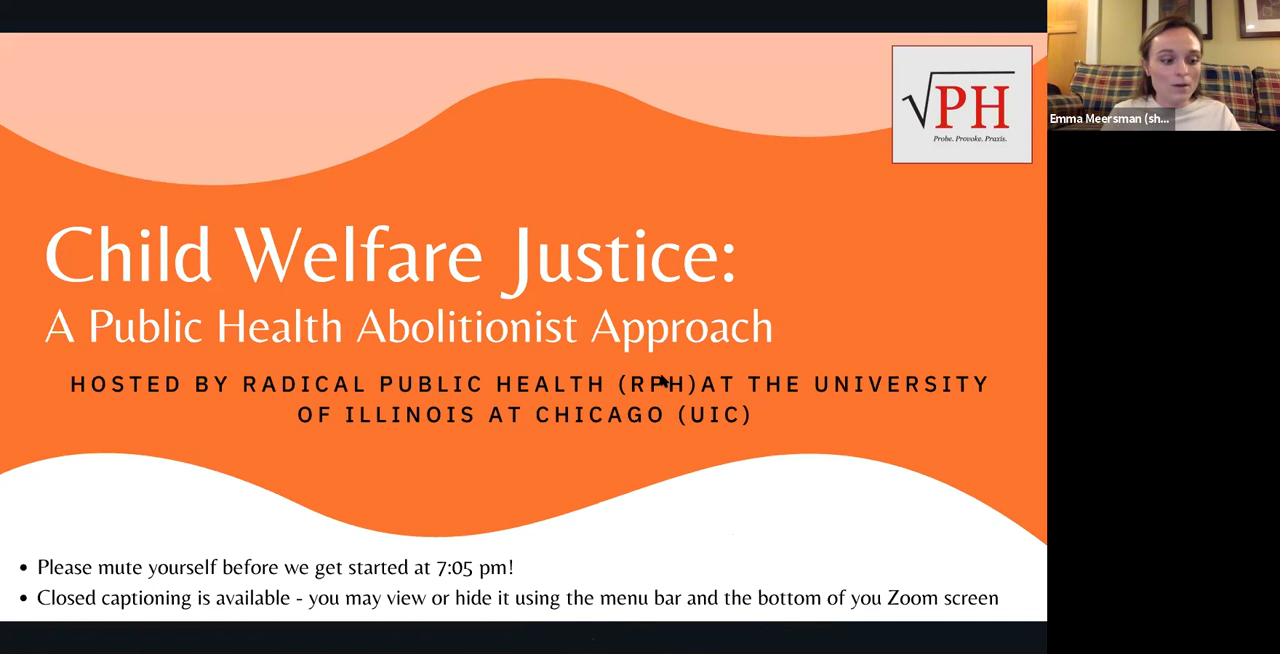 √PH
Probe. Provoke. Praxis.
Emma Meersman (sh...
Child Welfare Justice:
A Public Health Abolitionist Approach
HOSTED BY RADICAL PUBLIC HEALTH (RPH)AT THE UNIVERSITY
OF ILLINOIS AT CHICAGO (UIC)
• Please mute yourself before we get started at 7:05 pm!
• Closed captioning is available - you may view or hide it using the menu bar and the bottom of you Zoom screen